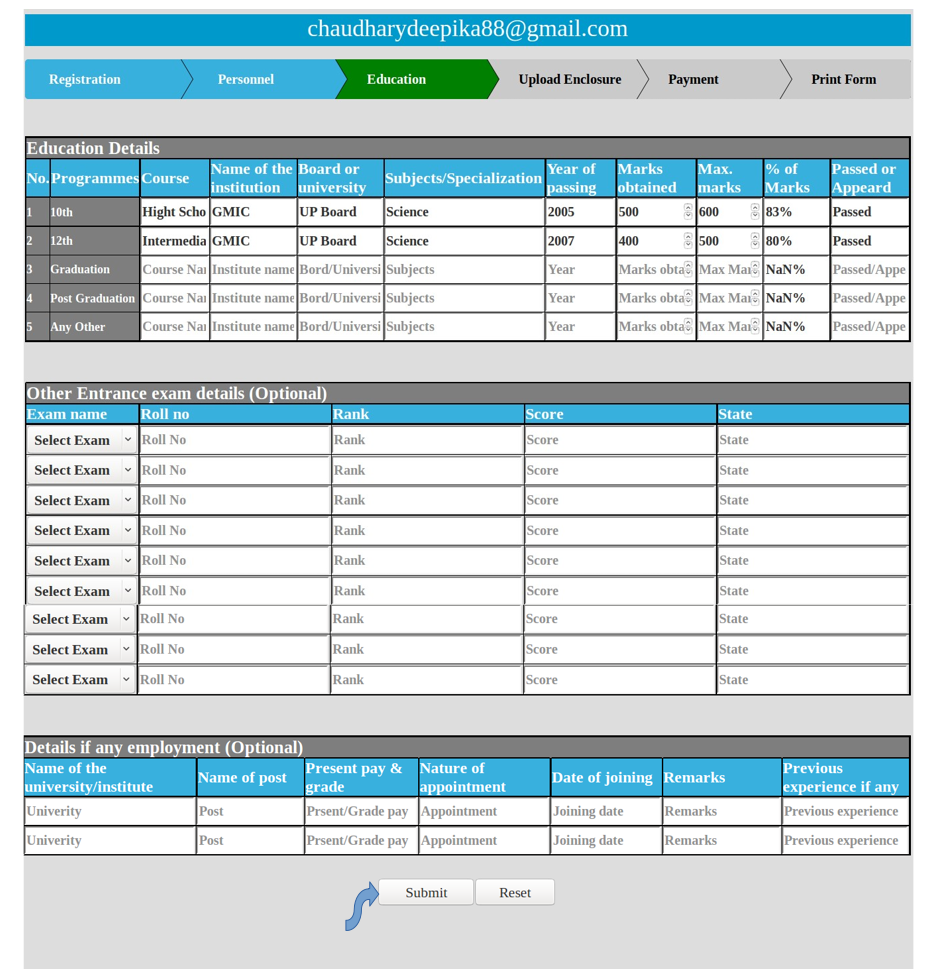 chaudharydeepika88@gmail.com
Registration Personnel Education Upload Enclosure Payment Print Form
Education Details
No. Programmes Course Name of the institution Board or university Subjects/Specialization Year of passing Marks obtained Max. marks % of Marks Passed or Appeard
1 10th Hight Scho GMIC UP Board Science 2005 500 600 83% Passed
2 12th Intermedia GMIC UP Board Science 2007 400 500 80% Passed
3 Graduation Course Nar Institute name Bord/Universi Subjects Year Marks obta Max Mar NaN% Passed/Appe
4 Post Graduation Course Nar Institute name Bord/Universi Subjects Year Marks obta Max Mar NaN% Passed/Appe
5 Any Other Course Nar Institute name Bord/Universi Subjects Year Marks obta Max Mar NaN% Passed/Appe
Other Entrance exam details (Optional)
Exam name Roll no Rank Score State
Select Exam Roll No Rank Score State
Select Exam Roll No Rank Score State
Select Exam Roll No Rank Score State
Select Exam Roll No Rank Score State
Select Exam Roll No Rank Score State
Select Exam Roll No Rank Score State
Select Exam Roll No Rank Score State
Select Exam Roll No Rank Score State
Select Exam Roll No Rank Score State
Details if any employment (Optional)
Name of the university/institute Name of post Present pay & grade Nature of appointment Date of joining Remarks Previous experience if any
Univerity Post Prsent/Grade pay Appointment Joining date Remarks Previous experience
Univerity Post Prsent/Grade pay Appointment Joining date Remarks Previous experience
Submit Reset